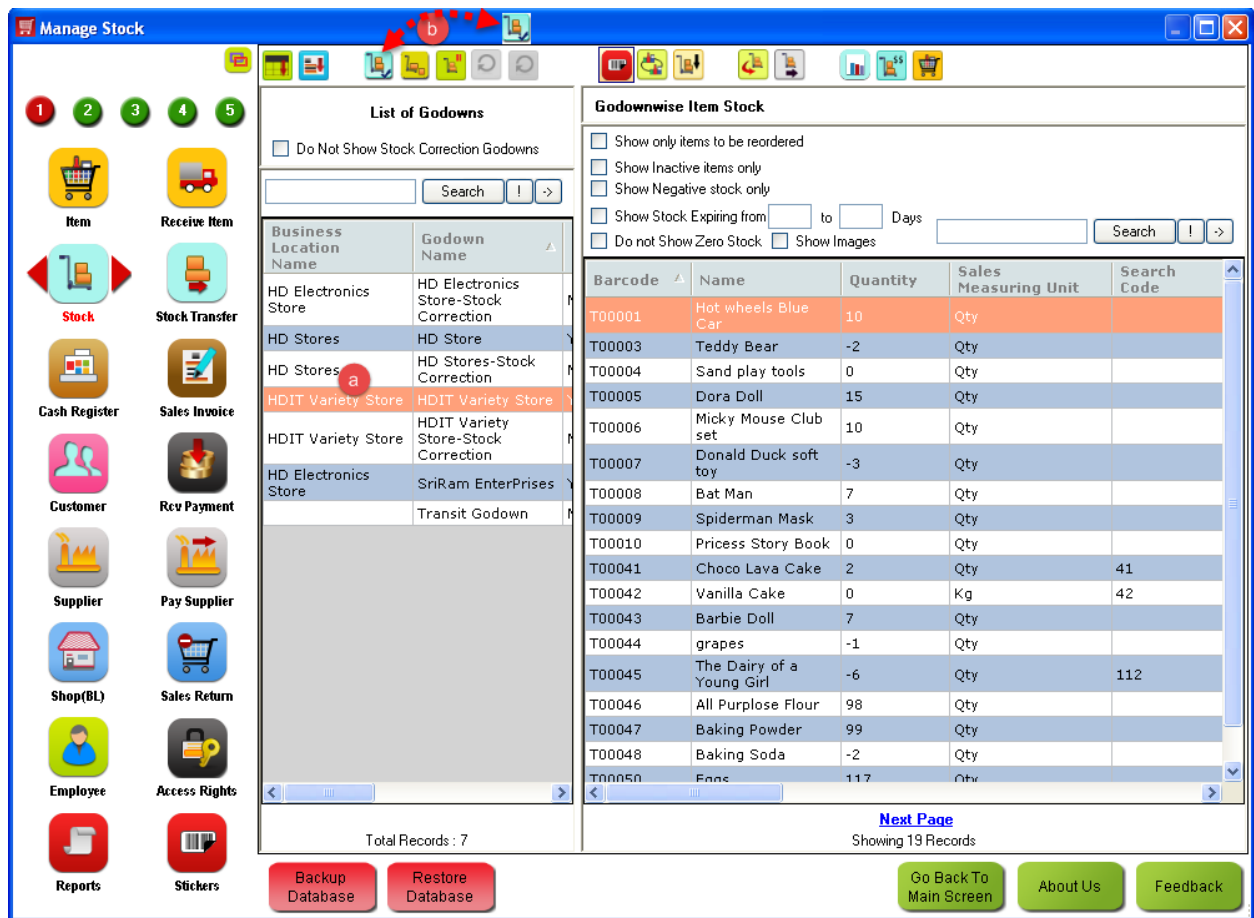 Manage Stock
b
1 2 3 4 5
Item
Receive Item
Stock
Stock Transfer
Cash Register
Sales Invoice
Customer
Rcv Payment
Supplier
Pay Supplier
Shop(BL)
Sales Return
Employee
Access Rights
Reports
Stickers
List of Godowns
Do Not Show Stock Correction Godowns
Search ! ->
Business
Location
Name
Godown
Name
HD Electronics
Store
HD Electronics
Store-Stock
Correction
HD Stores
HD Store
HD Stores
HD Stores-Stock
Correction
a
HDIT Variety Store
HDIT Variety Store
HDIT Variety Store
HDIT Variety
Store-Stock
Correction
HD Electronics
Store
SriRam EnterPrises
Transit Godown
Total Records : 7
Godownwise Item Stock
Show only items to be reordered
Show Inactive items only
Show Negative stock only
Show Stock Expiring from to Days
Do not Show Zero Stock Show Images
Search ! ->
Barcode Name Quantity Sales Measuring Unit Search Code
T00001 Hot wheels Blue Car 10 Qty
T00003 Teddy Bear -2 Qty
T00004 Sand play tools 0 Qty
T00005 Dora Doll 15 Qty
T00006 Micky Mouse Club set 10 Qty
T00007 Donald Duck soft toy -3 Qty
T00008 Bat Man 7 Qty
T00009 Spiderman Mask 3 Qty
T00010 Pricess Story Book 0 Qty
T00041 Choco Lava Cake 2 Qty 41
T00042 Vanilla Cake 0 Kg 42
T00043 Barbie Doll 7 Qty
T00044 grapes -1 Qty
T00045 The Dairy of a Young Girl -6 Qty 112
T00046 All Purplose Flour 98 Qty
T00047 Baking Powder 99 Qty
T00048 Baking Soda -2 Qty
T00050 Eggs 117 Qty
Next Page
Showing 19 Records
Backup
Database
Restore
Database
Go Back To
Main Screen
About Us
Feedback